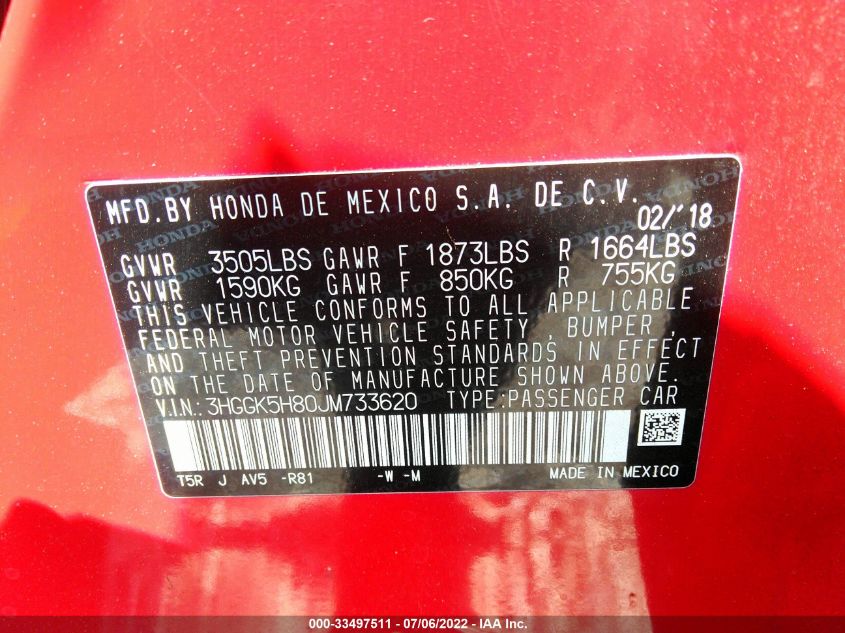 MFD.BY HONDA DE MEXICO S.A. DE C.V.
02/'18
GVWR 3505LBS GAWR F 1873LBS R 1664LBS
GVWR 1590KG GAWR F 850KG R 755KG
THIS VEHICLE CONFORMS TO ALL APPLICABLE
FEDERAL MOTOR VEHICLE SAFETY , BUMPER ,
AND THEFT PREVENTION STANDARDS IN EFFECT
ON THE DATE OF MANUFACTURE SHOWN ABOVE.
V.I.N.: 3HGGK5H80JM733620 TYPE:PASSENGER CAR
T5R J AV5 -R81 -W -M MADE IN MEXICO
000-33497511 - 07/06/2022 - IAA Inc.